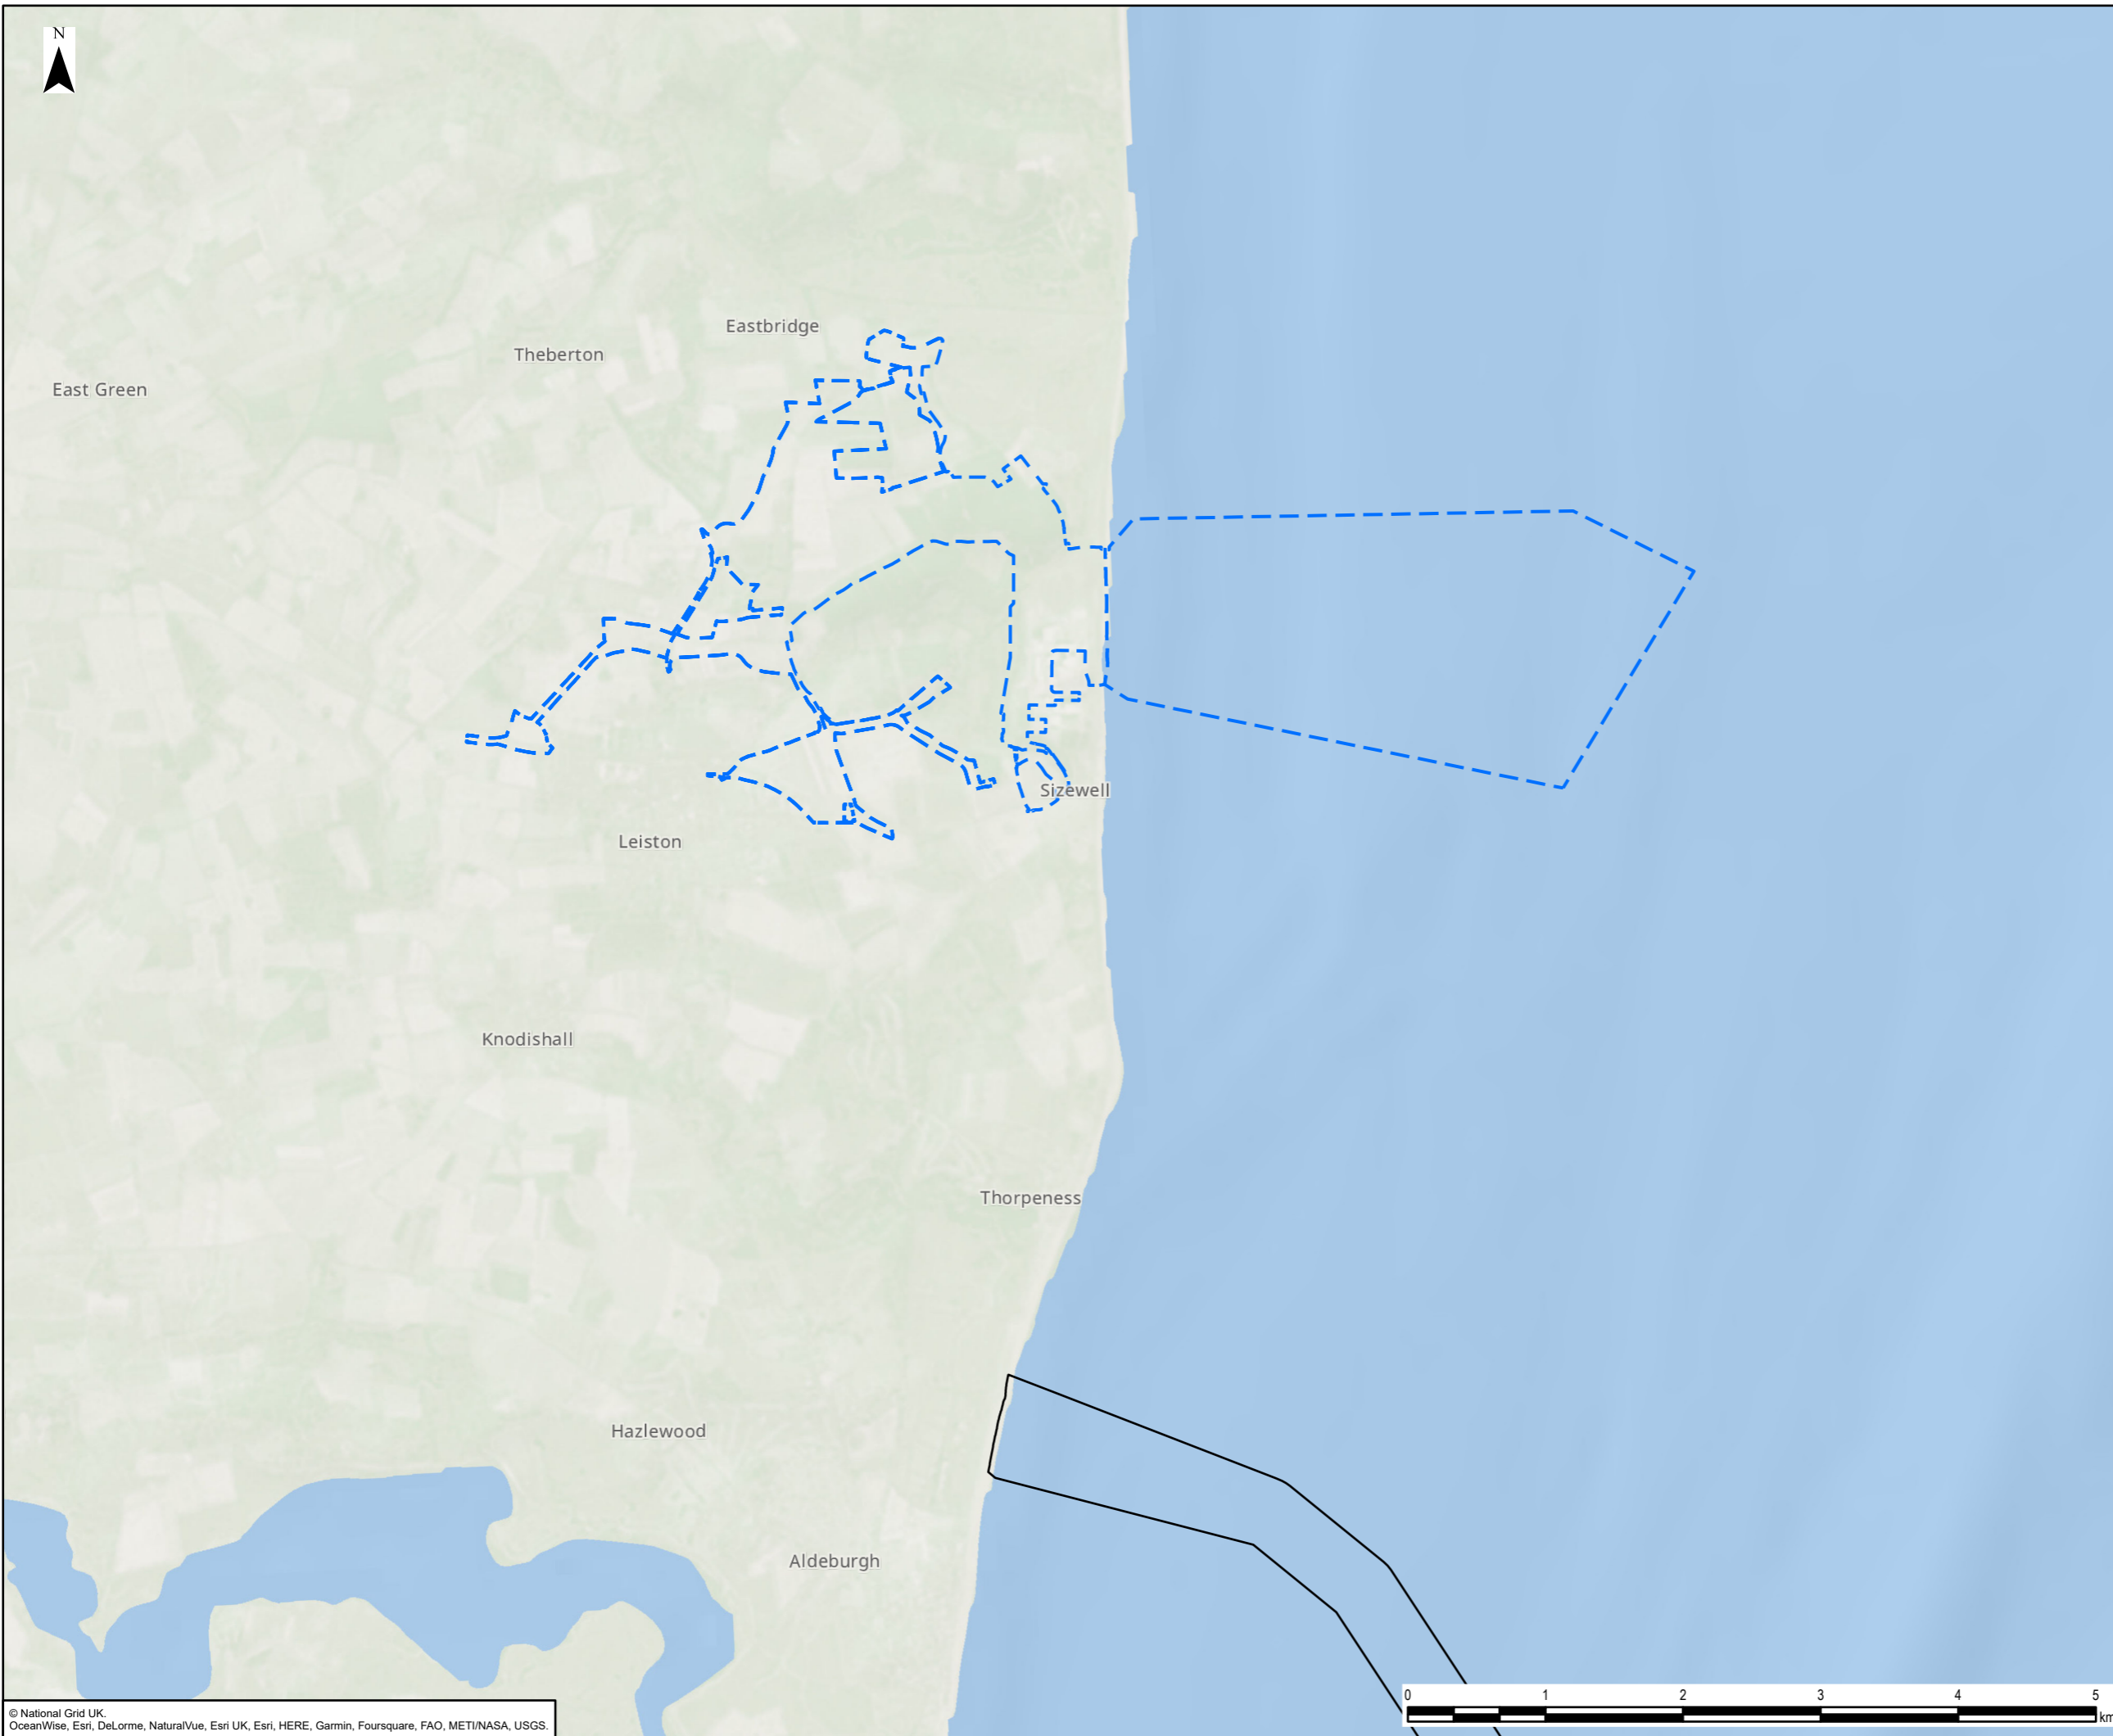 N
Eastbridge
Theberton
East Green
Sizewell
Leiston
Knodishall
Thorpeness
Hazlewood
Aldeburgh
0 1 2 3 4 5
km
© National Grid UK.
OceanWise, Esri, DeLorme, NaturalVue, Esri UK, Esri, HERE, Garmin, Foursquare, FAO, METI/NASA, USGS.